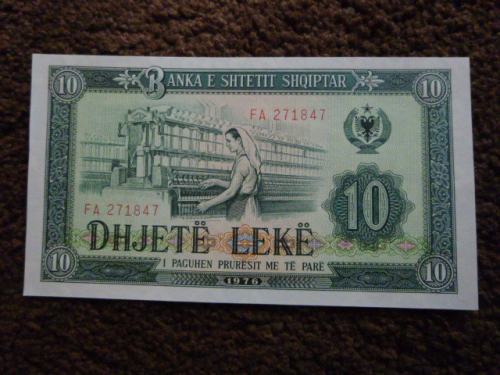 10 BANKA E SHTETIT SHQIPTAR 10
FA 271847
10
FA 271847
DHJETË LEKË
I PAGUHEN PRURËSIT ME TË PARË
10 1976 10